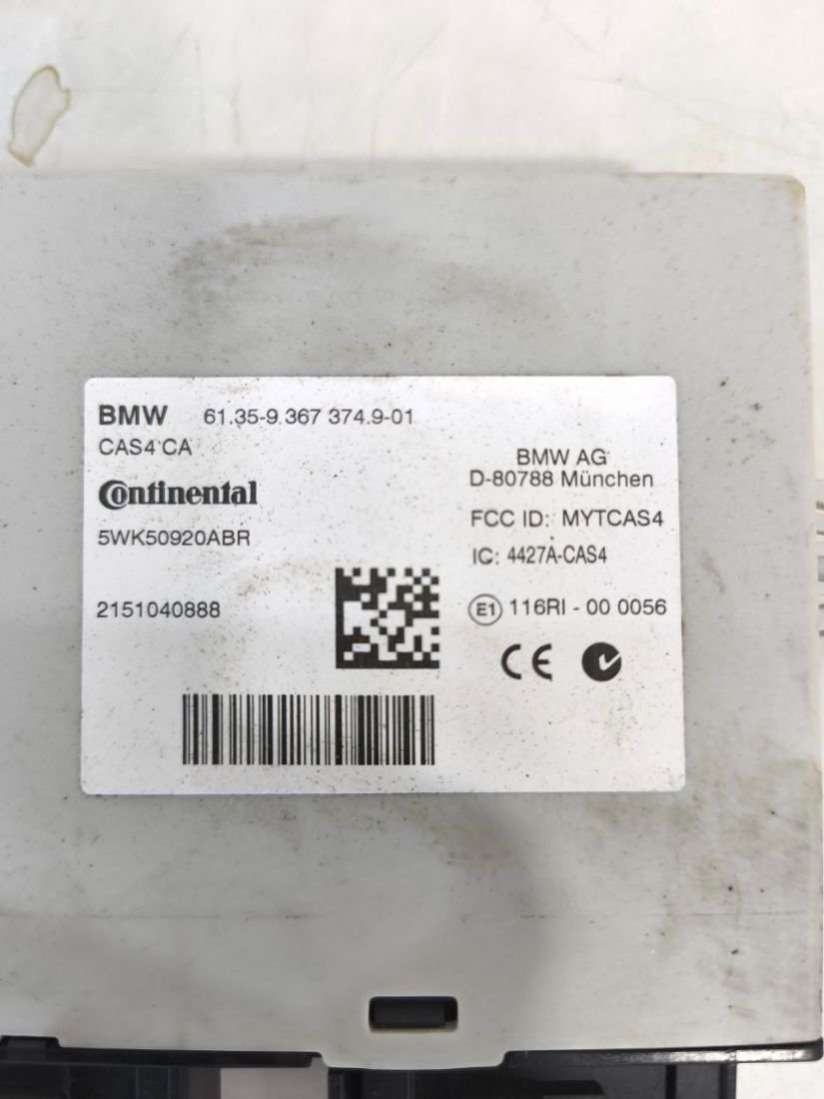 BMW 61.35-9 367 374.9-01
CAS4 CA
Continental
5WK50920ABR
2151040888
BMW AG
D-80788 München
FCC ID: MYTCAS4
IC: 4427A-CAS4
E1 116RI - 00 0056
CE